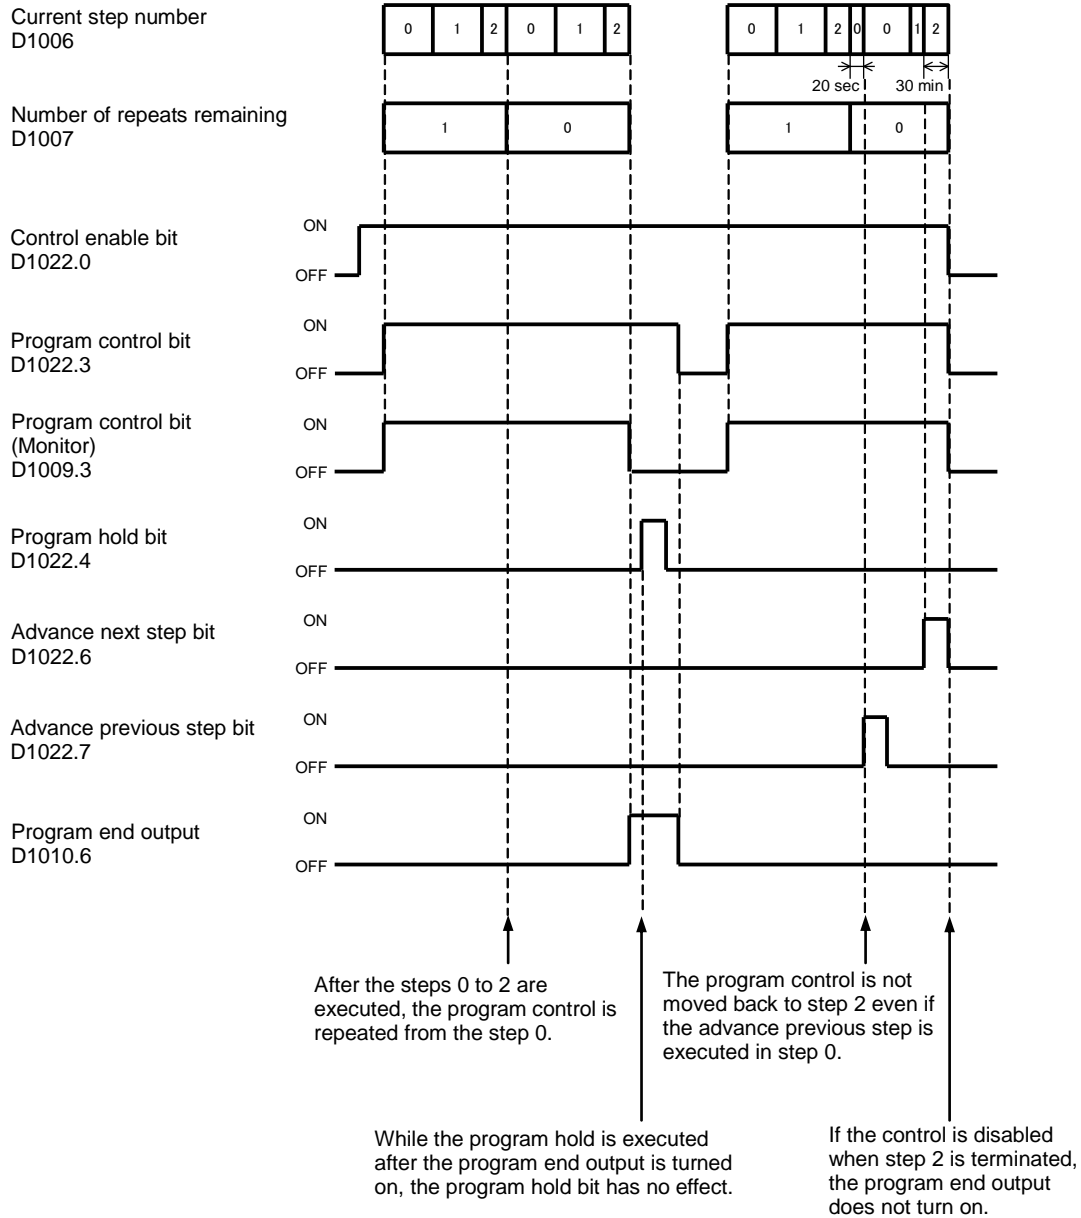 Current step number
D1006
0 1 2 0 1 2 0 1 2 0 0 1 2
20 sec 30 min
Number of repeats remaining
D1007
1 0 1 0
Control enable bit
D1022.0
ON
OFF
Program control bit
D1022.3
ON
OFF
Program control bit
(Monitor)
D1009.3
ON
OFF
Program hold bit
D1022.4
ON
OFF
Advance next step bit
D1022.6
ON
OFF
Advance previous step bit
D1022.7
ON
OFF
Program end output
D1010.6
ON
OFF
After the steps 0 to 2 are
executed, the program control is
repeated from the step 0.
The program control is not
moved back to step 2 even if
the advance previous step is
executed in step 0.
While the program hold is executed
after the program end output is turned
on, the program hold bit has no effect.
If the control is disabled
when step 2 is terminated,
the program end output
does not turn on.